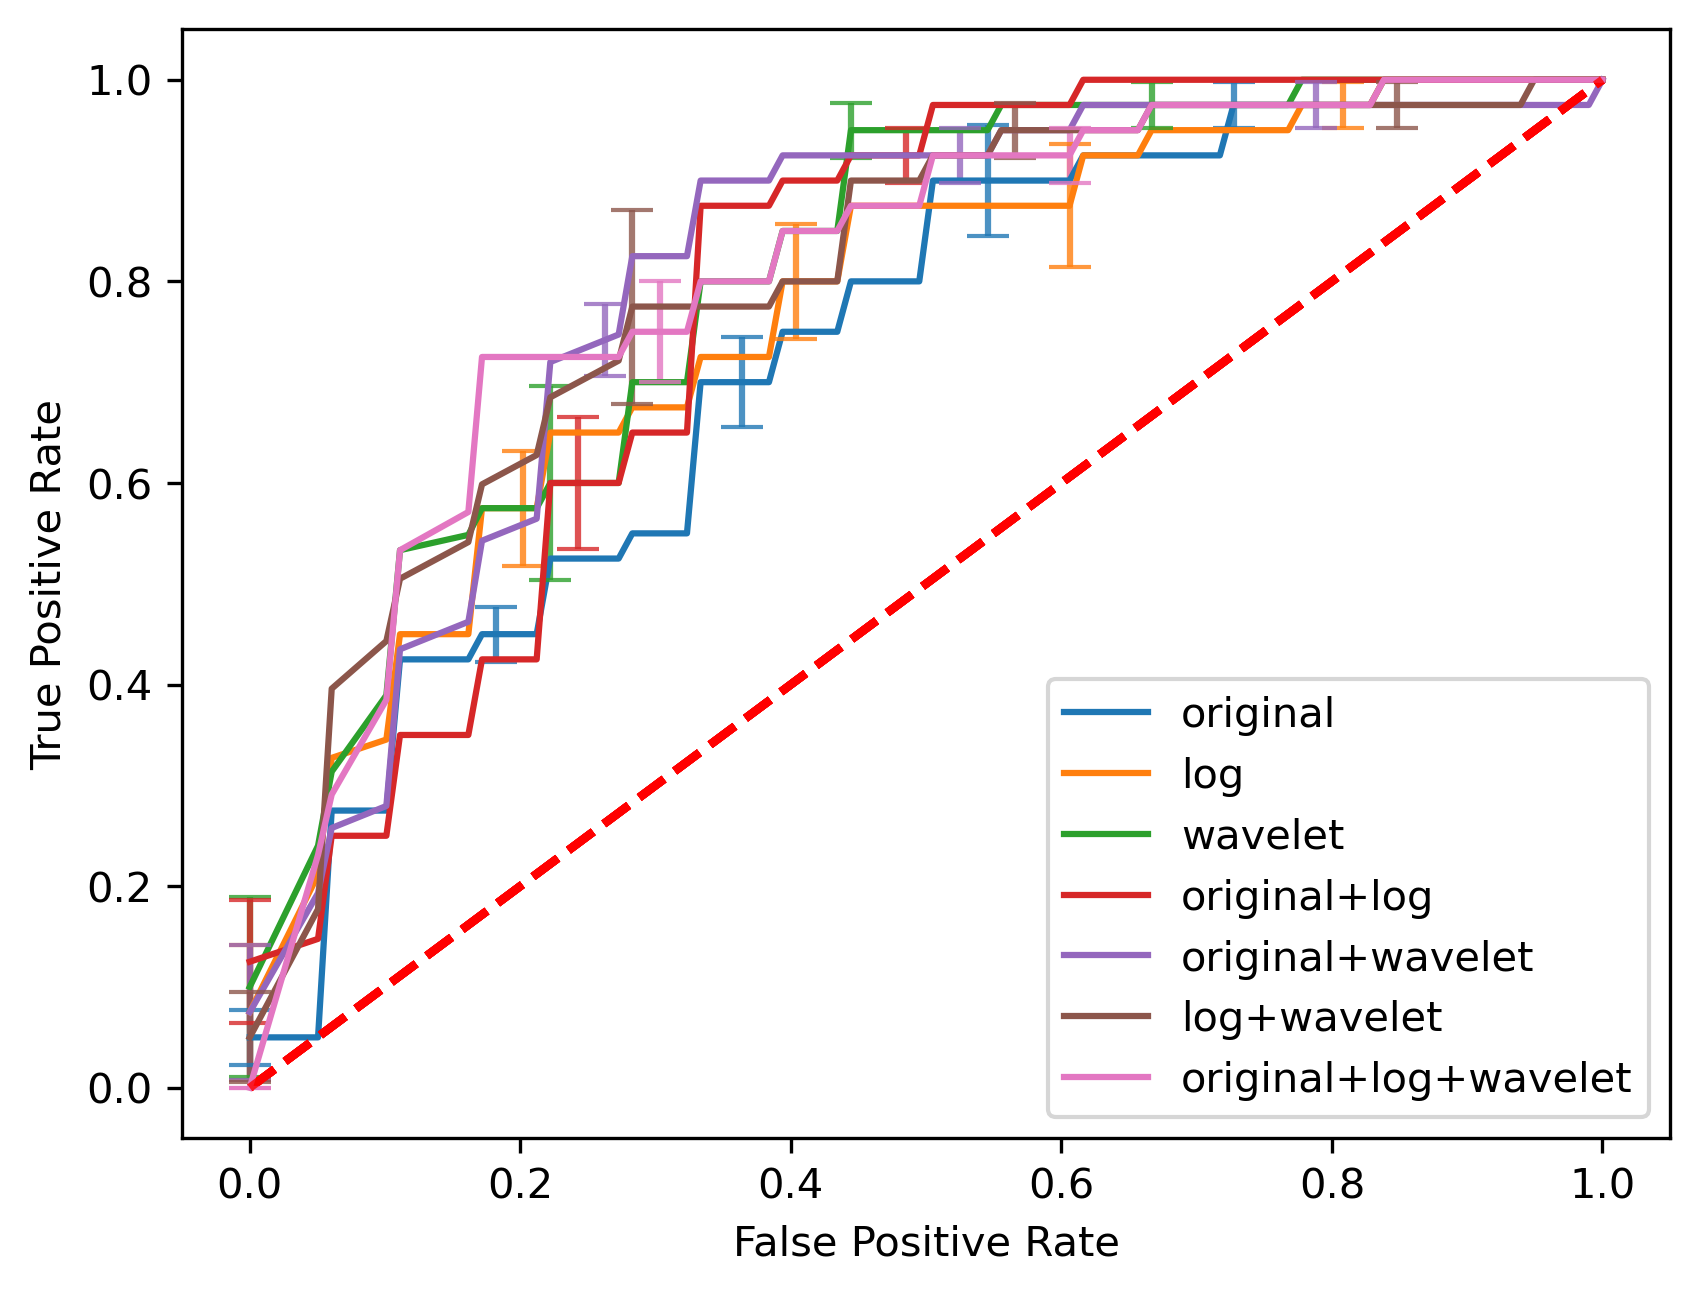 True Positive Rate
1.0
0.8
0.6
0.4
0.2
0.0
original
log
wavelet
original+log
original+wavelet
log+wavelet
original+log+wavelet
0.0 0.2 0.4 0.6 0.8 1.0
False Positive Rate